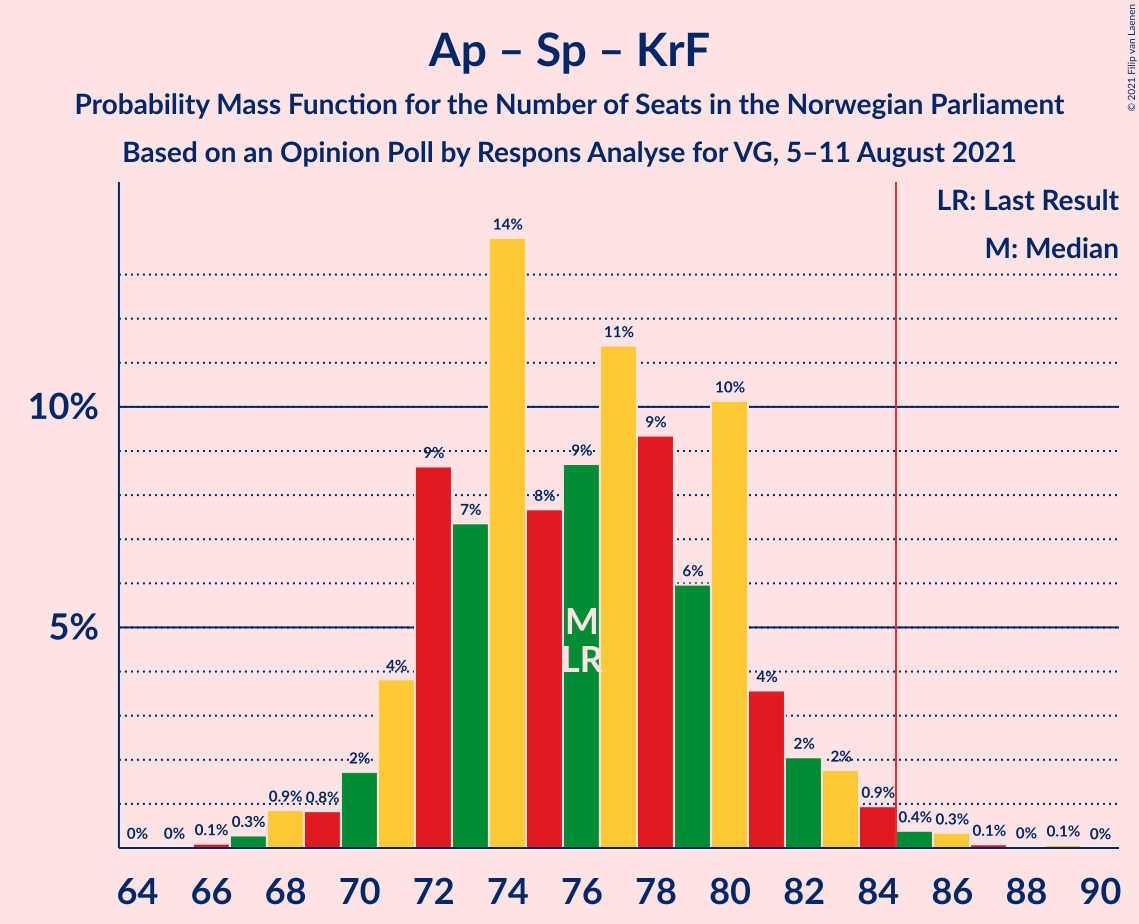 Ap – Sp – KrF
Probability Mass Function for the Number of Seats in the Norwegian Parliament
Based on an Opinion Poll by Respons Analyse for VG, 5–11 August 2021
© 2021 Filip van Laenen
LR: Last Result
M: Median
10%
5%
0% 0% 0.1% 0.3% 0.9% 0.8% 2% 4% 9% 7% 14% 8% 9% 11% 9% 6% 10% 4% 2% 2% 0.9% 0.4% 0.3% 0.1% 0% 0.1% 0%
M
LR
64 66 68 70 72 74 76 78 80 82 84 86 88 90